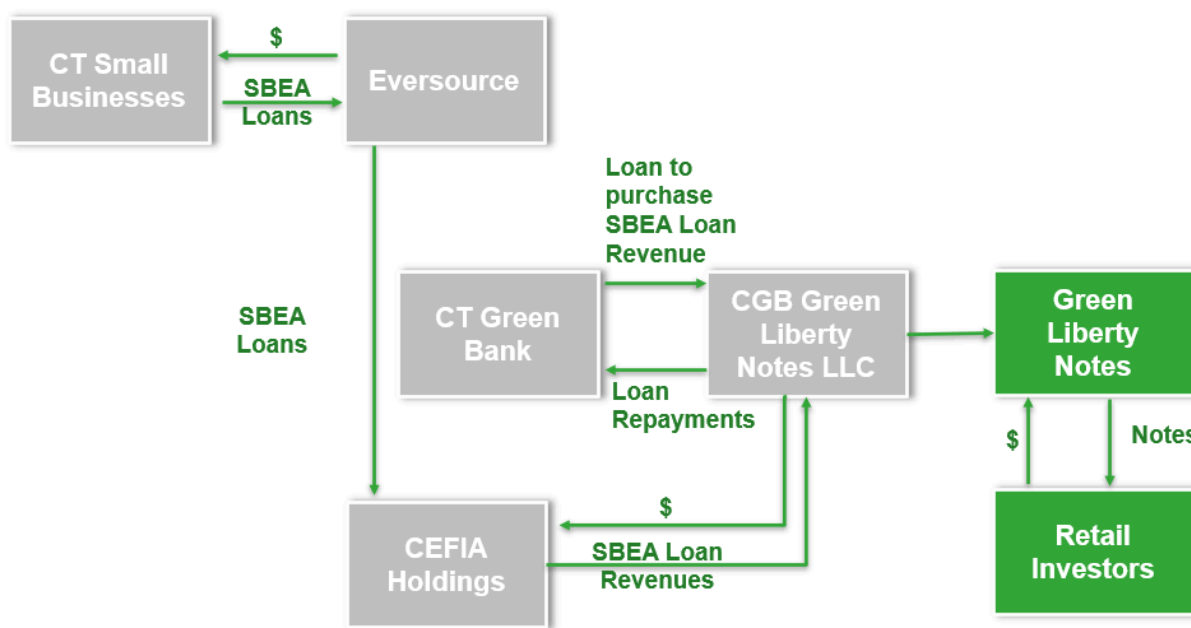 CT Small
Businesses
$
SBEA
Loans
Eversource
Loan to
purchase
SBEA Loan
Revenue
SBEA
Loans
CT Green
Bank
CGB Green
Liberty
Notes LLC
Green
Liberty
Notes
Loan
Repayments
$
Notes
$
CEFIA
Holdings
SBEA Loan
Revenues
Retail
Investors